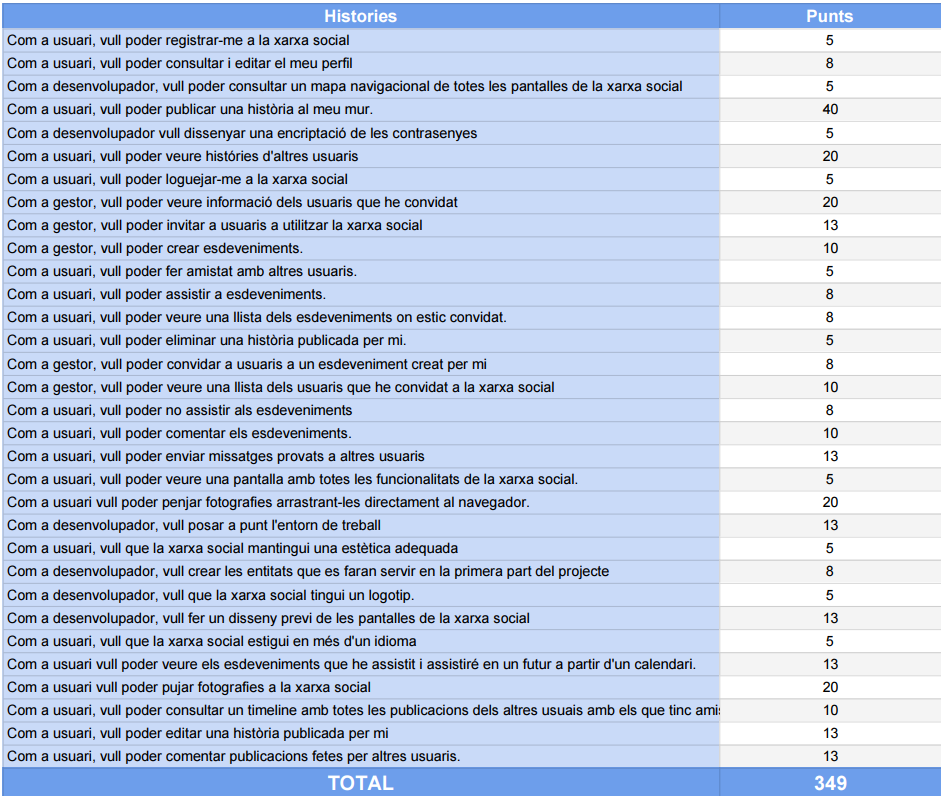 Histories Punts
Com a usuari, vull poder registrar-me a la xarxa social 5
Com a usuari, vull poder consultar i editar el meu perfil 8
Com a desenvolupador, vull poder consultar un mapa navigacional de totes les pantalles de la xarxa social 5
Com a usuari, vull poder publicar una història al meu mur. 40
Com a desenvolupador vull dissenyar una encriptació de les contrasenyes 5
Com a usuari, vull poder veure histories d'altres usuaris 20
Com a usuari, vull poder loguejar-me a la xarxa social 5
Com a gestor, vull poder veure informació dels usuaris que he convidat 20
Com a gestor, vull poder invitar a usuaris a utilitzar la xarxa social 13
Com a gestor, vull poder crear esdeveniments. 10
Com a usuari, vull poder fer amistat amb altres usuaris. 5
Com a usuari, vull poder assistir a esdeveniments. 8
Com a usuari, vull poder veure una llista dels esdeveniments on estic convidat. 8
Com a usuari, vull poder eliminar una història publicada per mi. 5
Com a gestor, vull poder convidar a usuaris a un esdeveniment creat per mi 8
Com a gestor, vull poder veure una llista dels usuaris que he convidat a la xarxa social 10
Com a usuari, vull poder no assistir als esdeveniments 8
Com a usuari, vull poder comentar els esdeveniments. 10
Com a usuari, vull poder enviar missatges provats a altres usuaris 13
Com a usuari, vull poder veure una pantalla amb totes les funcionalitats de la xarxa social. 5
Com a usuari vull poder penjar fotografies arrastrant-les directament al navegador. 20
Com a desenvolupador, vull posar a punt l'entorn de treball 13
Com a usuari, vull que la xarxa social mantingui una estètica adequada 5
Com a desenvolupador, vull crear les entitats que es faran servir en la primera part del projecte 8
Com a desenvolupador, vull que la xarxa social tingui un logotip. 5
Com a desenvolupador, vull fer un disseny previ de les pantalles de la xarxa social 13
Com a usuari, vull que la xarxa social estigui en més d'un idioma 5
Com a usuari vull poder veure els esdeveniments que he assistit i assistiré en un futur a partir d'un calendari. 13
Com a usuari vull poder pujar fotografies a la xarxa social 20
Com a usuari, vull poder consultar un timeline amb totes les publicacions dels altres usuais amb els que tinc amis 10
Com a usuari, vull poder editar una història publicada per mi 13
Com a usuari, vull poder comentar publicacions fetes per altres usuaris. 13
TOTAL 349